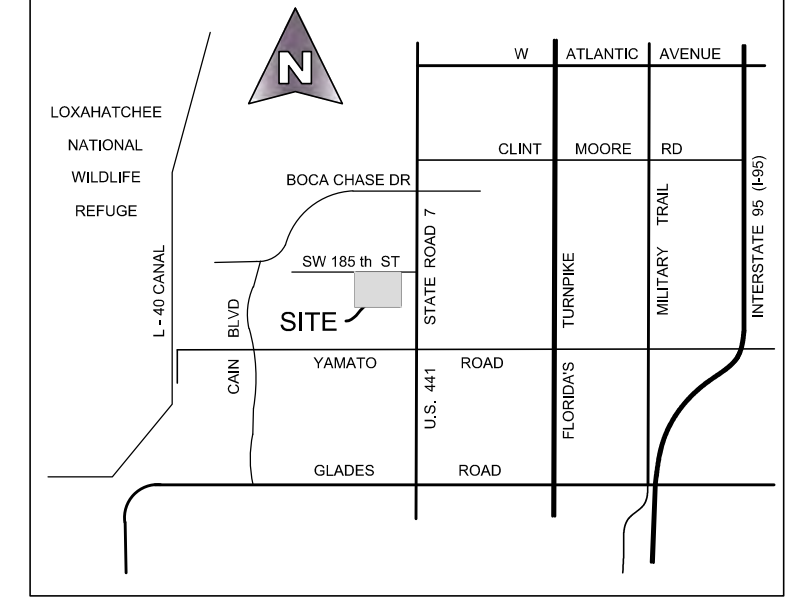 N
W ATLANTIC AVENUE
LOXAHATCHEE
NATIONAL
WILDLIFE
REFUGE
CLINT MOORE RD
BOCA CHASE DR
SW 185 th ST
SITE
L - 40 CANAL
CAIN BLVD
U.S. 441 STATE ROAD 7
FLORIDA'S TURNPIKE
MILITARY TRAIL
INTERSTATE 95 (I-95)
YAMATO ROAD
GLADES ROAD